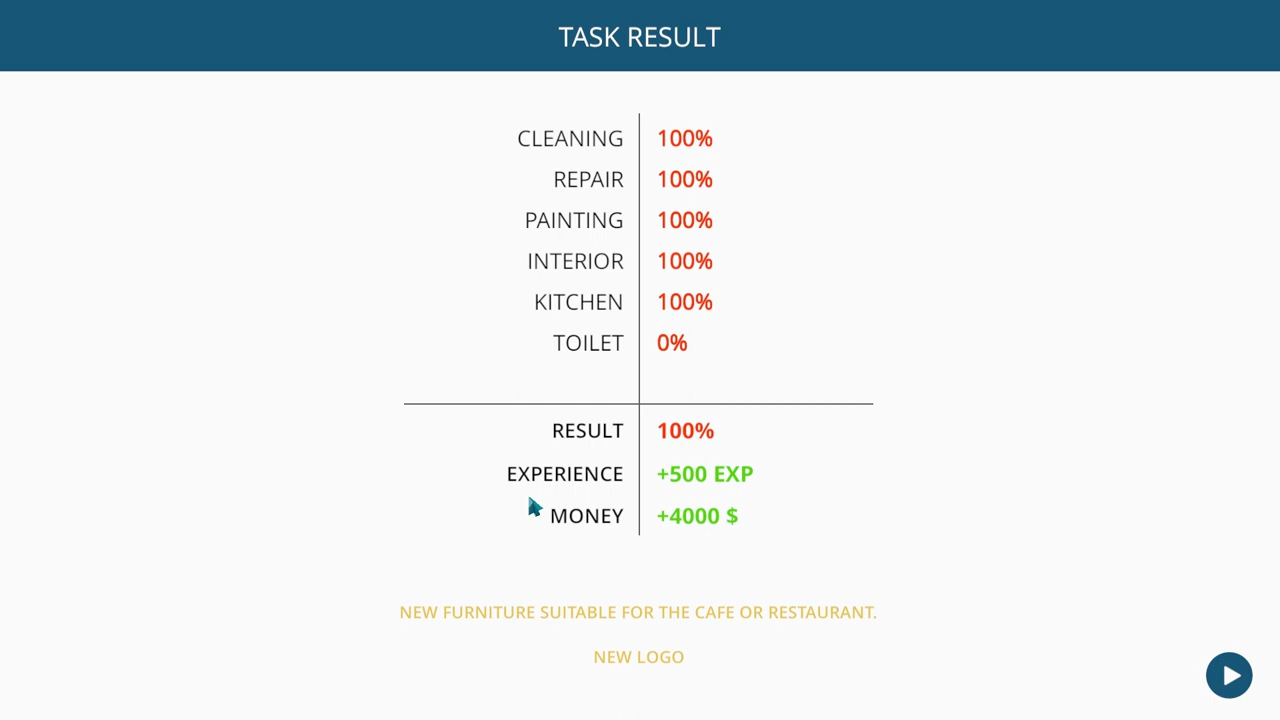 TASK RESULT
CLEANING 100%
REPAIR 100%
PAINTING 100%
INTERIOR 100%
KITCHEN 100%
TOILET 0%
RESULT 100%
EXPERIENCE +500 EXP
MONEY +4000 $
NEW FURNITURE SUITABLE FOR THE CAFE OR RESTAURANT.
NEW LOGO